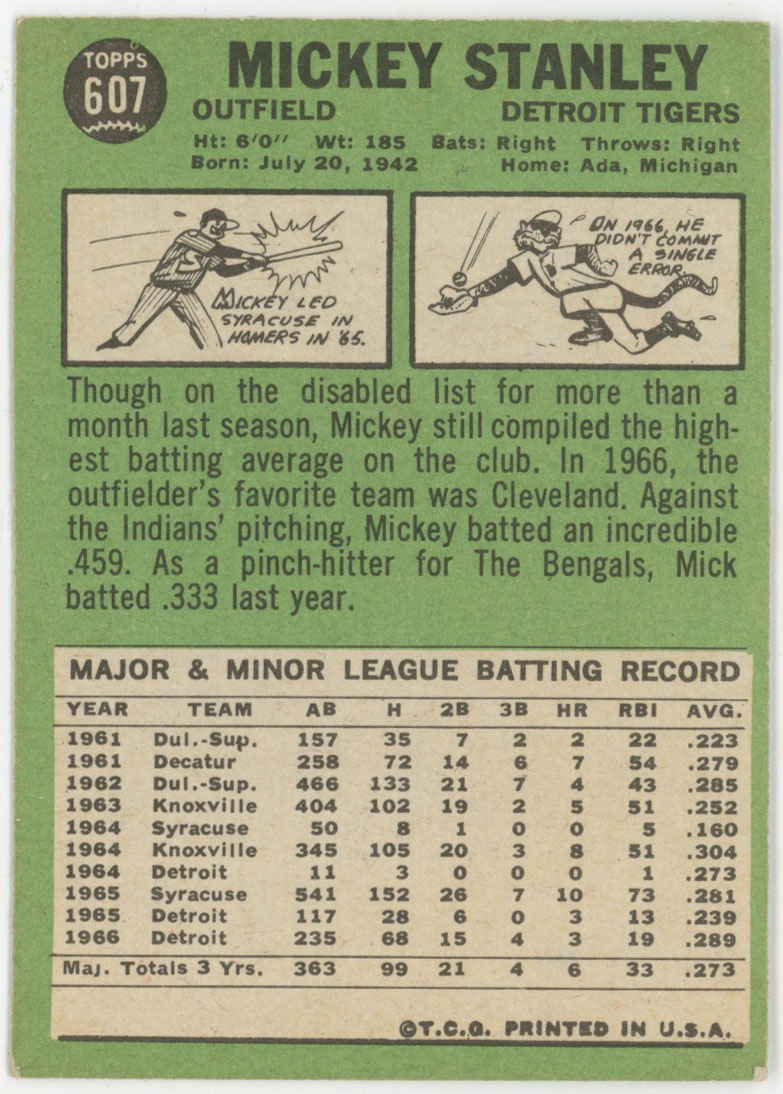 TOPPS
607
MICKEY STANLEY
OUTFIELD DETROIT TIGERS
Ht: 6'0" Wt: 185 Bats: Right Throws: Right
Born: July 20, 1942 Home: Ada, Michigan
MICKEY LED
SYRACUSE IN
HOMERS IN '65.
IN 1966, HE
DIDN'T COMMIT
A SINGLE
ERROR.
Though on the disabled list for more than a
month last season, Mickey still compiled the high-
est batting average on the club. In 1966, the
outfielder's favorite team was Cleveland. Against
the Indians' pitching, Mickey batted an incredible
.459. As a pinch-hitter for The Bengals, Mick
batted .333 last year.
MAJOR & MINOR LEAGUE BATTING RECORD
YEAR TEAM AB H 2B 3B HR RBI AVG.
1961 Dul.-Sup. 157 35 7 2 2 22 .223
1961 Decatur 258 72 14 6 7 54 .279
1962 Dul.-Sup. 466 133 21 7 4 43 .285
1963 Knoxville 404 102 19 2 5 51 .252
1964 Syracuse 50 8 1 0 0 5 .160
1964 Knoxville 345 105 20 3 8 51 .304
1964 Detroit 11 3 0 0 0 1 .273
1965 Syracuse 541 152 26 7 10 73 .281
1965 Detroit 117 28 6 0 3 13 .239
1966 Detroit 235 68 15 4 3 19 .289
Maj. Totals 3 Yrs. 363 99 21 4 6 33 .273
©T.C.G. PRINTED IN U.S.A.